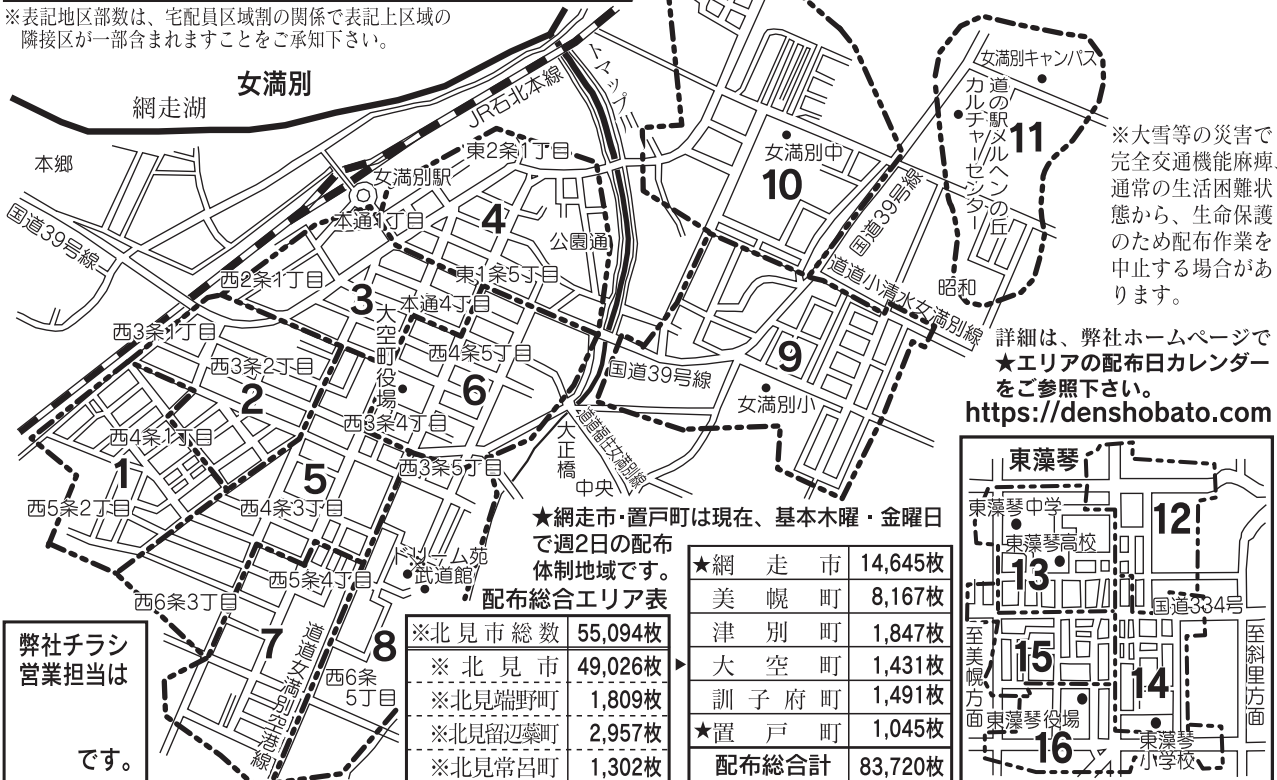 ※表記地区部数は、宅配員区域割の関係で表記上区域の
隣接区が一部含まれますことをご承知下さい。
女満別
網走湖
本郷
国道39号線
JR石北本線
トマップ川
女満別駅
東2条1丁目
本通1丁目
4
公園通
西2条1丁目
3
東1条5丁目
本通4丁目
大空町役場
西3条1丁目
西3条2丁目
2
西4条5丁目
6
西4条1丁目
1
西5条2丁目
西3条4丁目
西3条5丁目
5
西4条3丁目
西5条4丁目
西6条3丁目
7
8
西6条
5丁目
道道女満別空港線
ドリーム苑
武道館
大正橋
中央
国道39号線
女満別小
9
女満別中
10
国道39号線
道道小清水女満別線
昭和
女満別キャンパス
道の駅メルヘンの丘
カルチャーセンター
11
※大雪等の災害で
完全交通機能麻痺、
通常の生活困難状
態から、生命保護
のため配布作業を
中止する場合があ
ります。
詳細は、弊社ホームページで
★エリアの配布日カレンダー
をご参照下さい。
https://denshobato.com
★網走市・置戸町は現在、基本木曜・金曜日
で週2日の配布
体制地域です。
配布総合エリア表
※北見市総数 55,094枚
※北見市 49,026枚
※北見端野町 1,809枚
※北見留辺蘂町 2,957枚
※北見常呂町 1,302枚
★網走市 14,645枚
美幌町 8,167枚
津別町 1,847枚
▶大空町 1,431枚
訓子府町 1,491枚
★置戸町 1,045枚
配布総合計 83,720枚
弊社チラシ
営業担当は
です。
東藻琴
12
東藻琴中学
東藻琴高校
13
国道334号
至美幌方面
至斜里方面
15
14
東藻琴役場
16
東藻琴
小学校